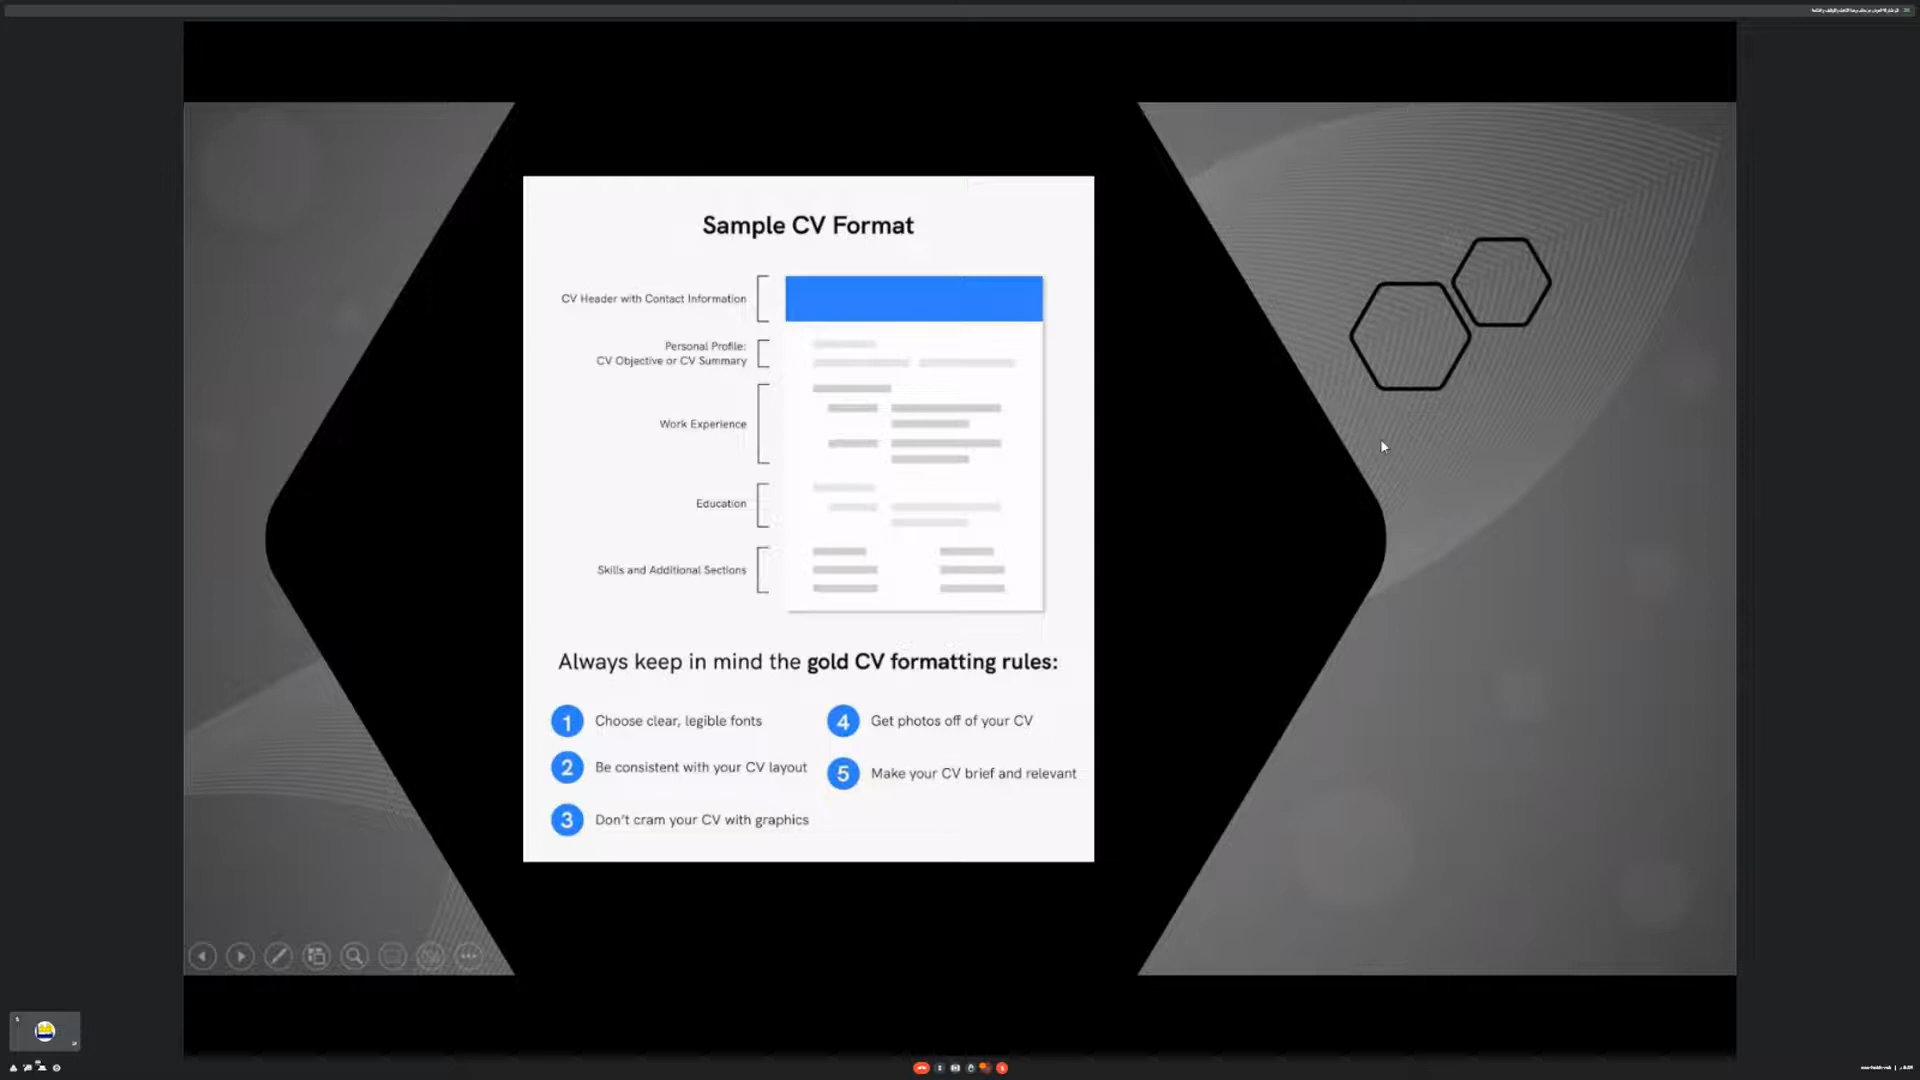 Sample CV Format
CV Header with Contact Information
Personal Profile:
CV Objective or CV Summary
Work Experience
Education
Skills and Additional Sections
Always keep in mind the gold CV formatting rules:
1 Choose clear, legible fonts
2 Be consistent with your CV layout
3 Don't cram your CV with graphics
4 Get photos off of your CV
5 Make your CV brief and relevant